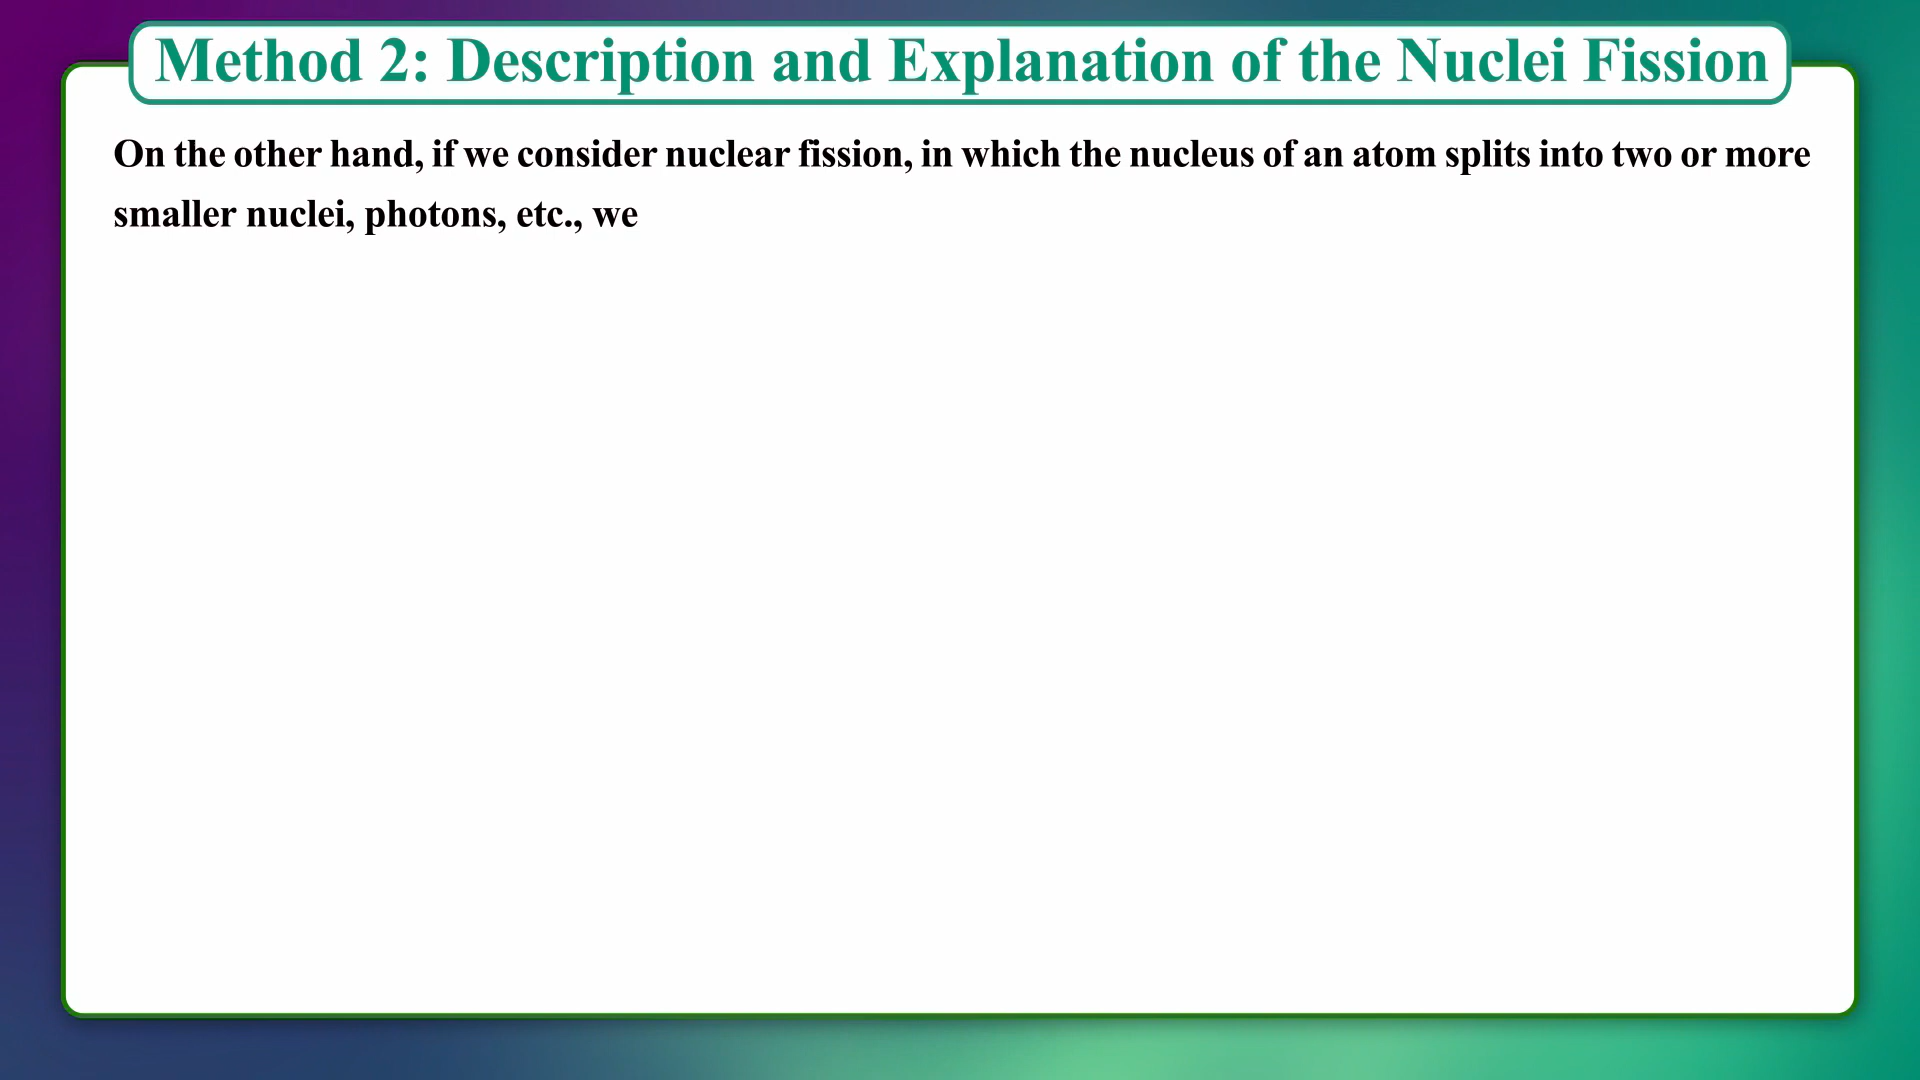 Method 2: Description and Explanation of the Nuclei Fission
On the other hand, if we consider nuclear fission, in which the nucleus of an atom splits into two or more
smaller nuclei, photons, etc., we